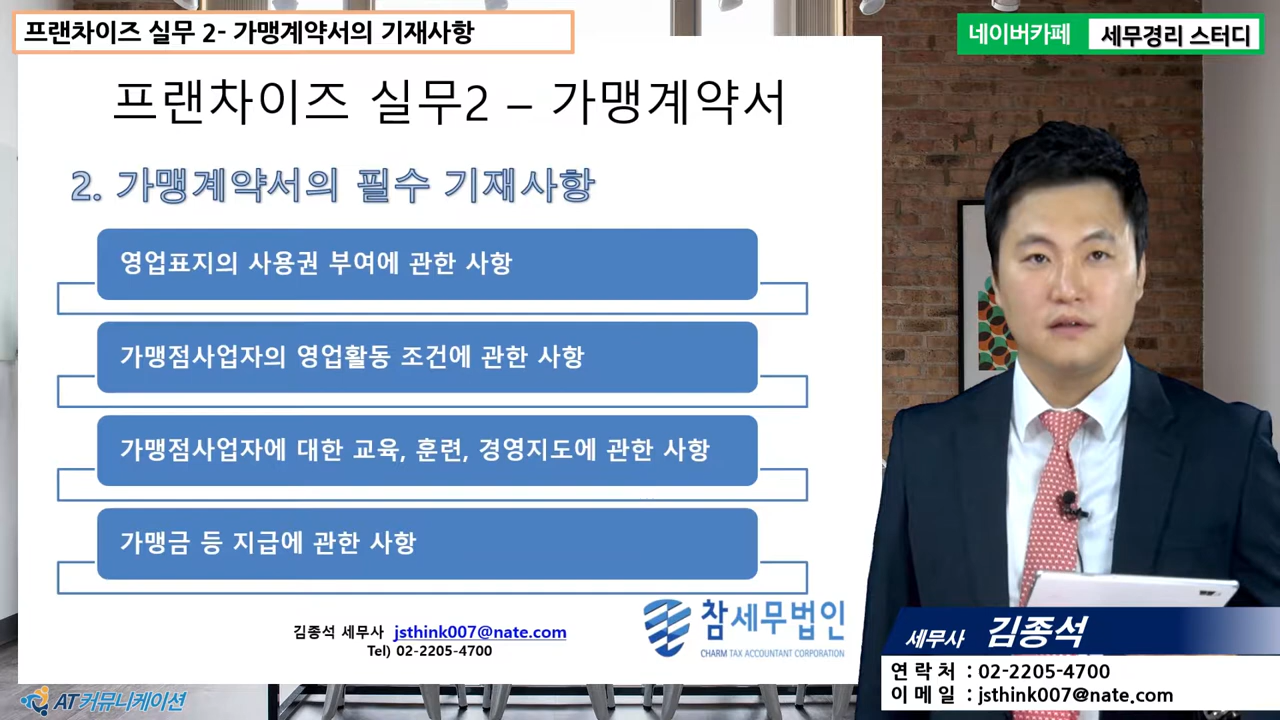 프랜차이즈 실무 2- 가맹계약서의 기재사항
네이버카페 세무경리 스터디
프랜차이즈 실무2 – 가맹계약서
2. 가맹계약서의 필수 기재사항
영업표지의 사용권 부여에 관한 사항
가맹점사업자의 영업활동 조건에 관한 사항
가맹점사업자에 대한 교육, 훈련, 경영지도에 관한 사항
가맹금 등 지급에 관한 사항
김종석 세무사 jsthink007@nate.com
Tel) 02-2205-4700
참세무법인
CHARM TAX ACCOUNTANT CORPORATION
세무사 김종석
연 락 처 : 02-2205-4700
이 메 일 : jsthink007@nate.com
AT커뮤니케이션